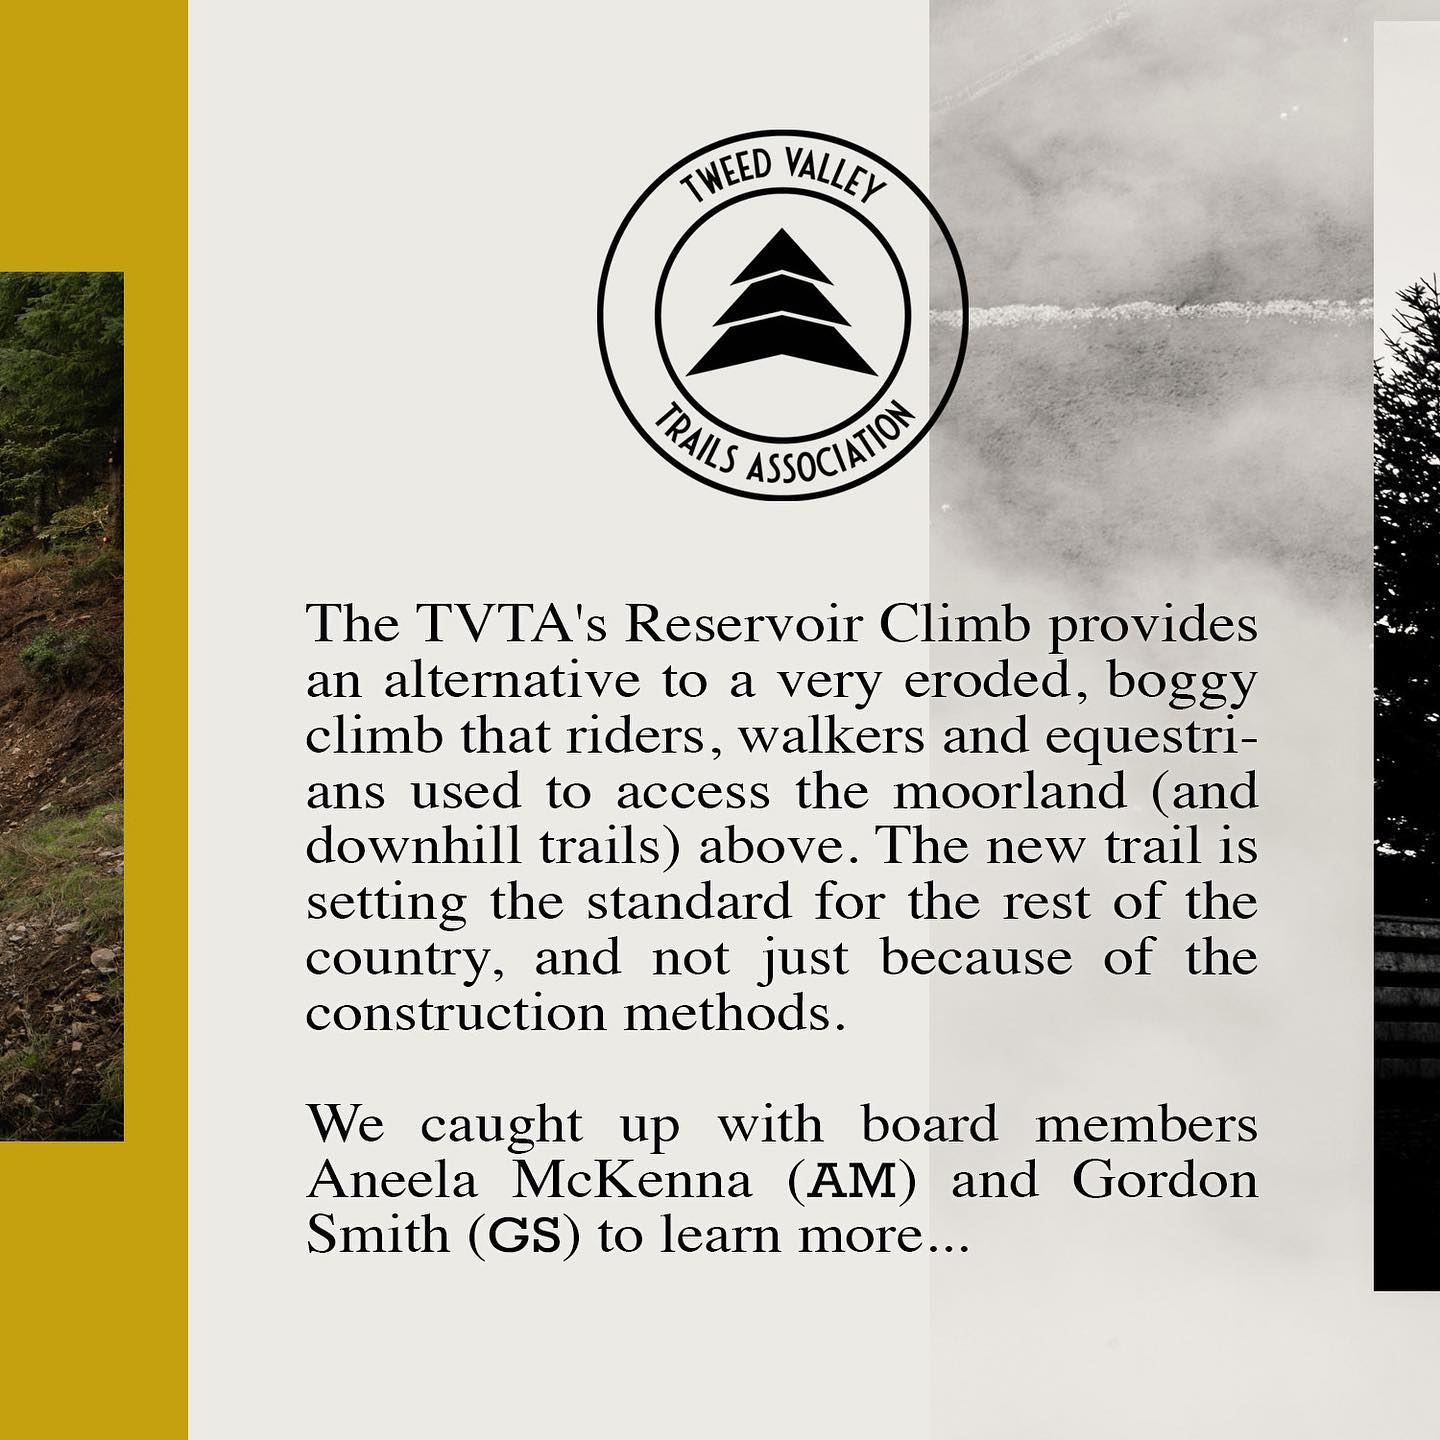 TWEED VALLEY
TRAILS ASSOCIATION
The TVTA's Reservoir Climb provides
an alternative to a very eroded, boggy
climb that riders, walkers and equestri-
ans used to access the moorland (and
downhill trails) above. The new trail is
setting the standard for the rest of the
country, and not just because of the
construction methods.
We caught up with board members
Aneela McKenna (AM) and Gordon
Smith (GS) to learn more...